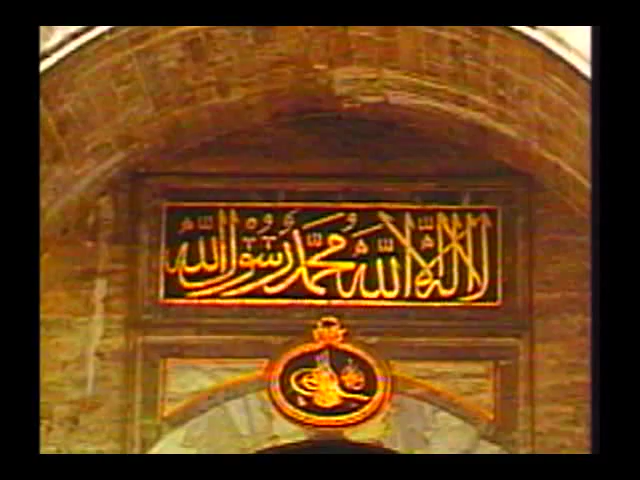 لا اله الا الله محمد رسول الله